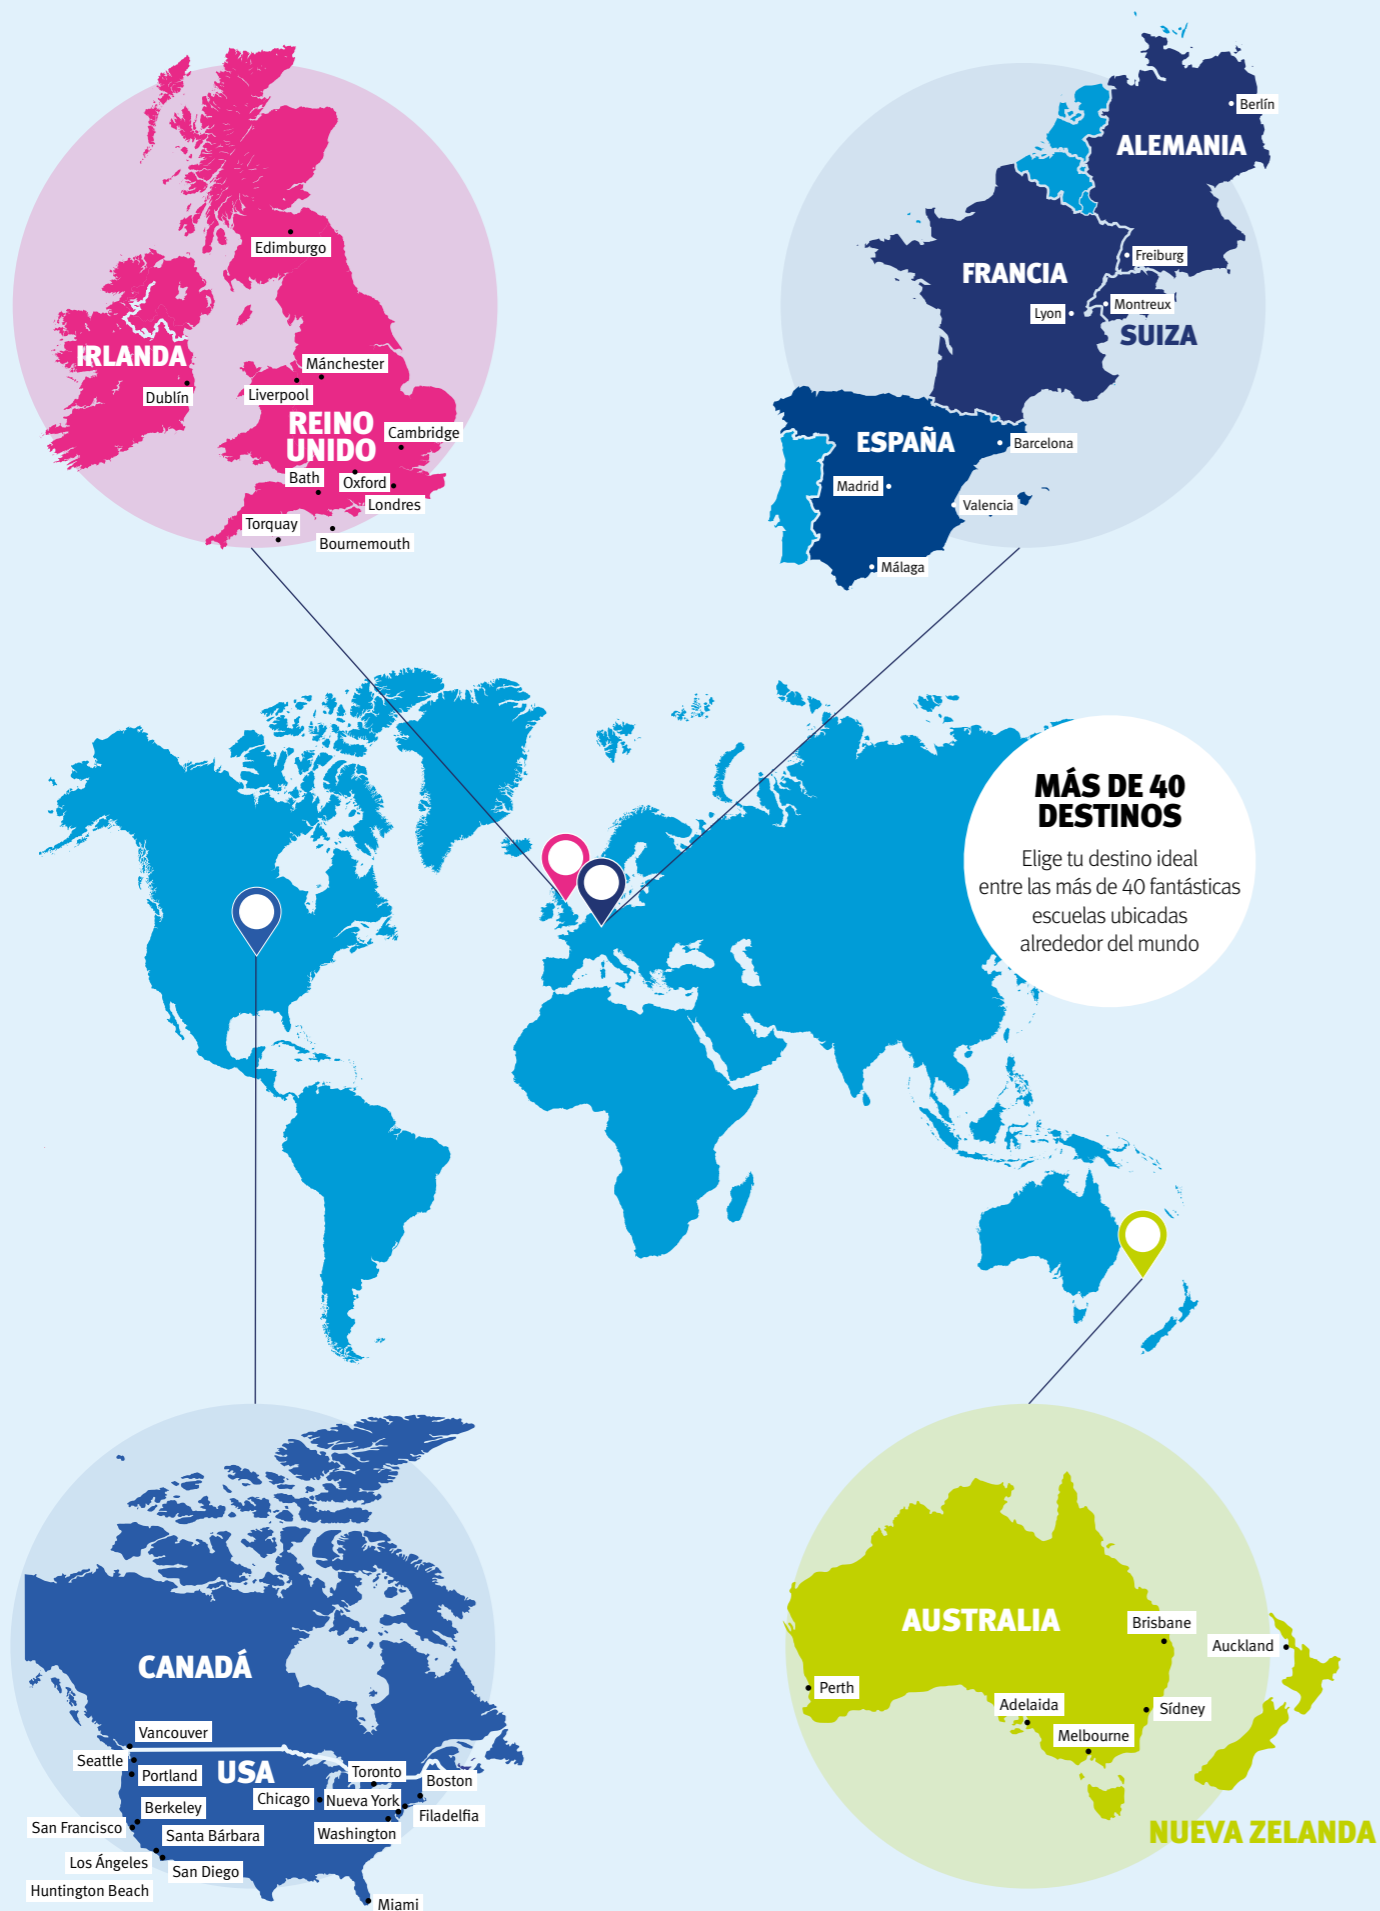 Edimburgo
IRLANDA
Dublín
Mánchester
Liverpool
REINO
UNIDO
Cambridge
Bath
Oxford
Londres
Torquay
Bournemouth
Berlín
ALEMANIA
Freiburg
FRANCIA
Montreux
Lyon
SUIZA
ESPAÑA
Barcelona
Madrid
Valencia
Málaga
MÁS DE 40
DESTINOS
Elige tu destino ideal
entre las más de 40 fantásticas
escuelas ubicadas
alrededor del mundo
CANADÁ
Vancouver
Seattle
Portland
USA
Toronto
Boston
Chicago
Nueva York
Filadelfia
Berkeley
San Francisco
Santa Bárbara
Washington
Los Ángeles
San Diego
Huntington Beach
Miami
AUSTRALIA
Brisbane
Auckland
Perth
Adelaida
Sídney
Melbourne
NUEVA ZELANDA